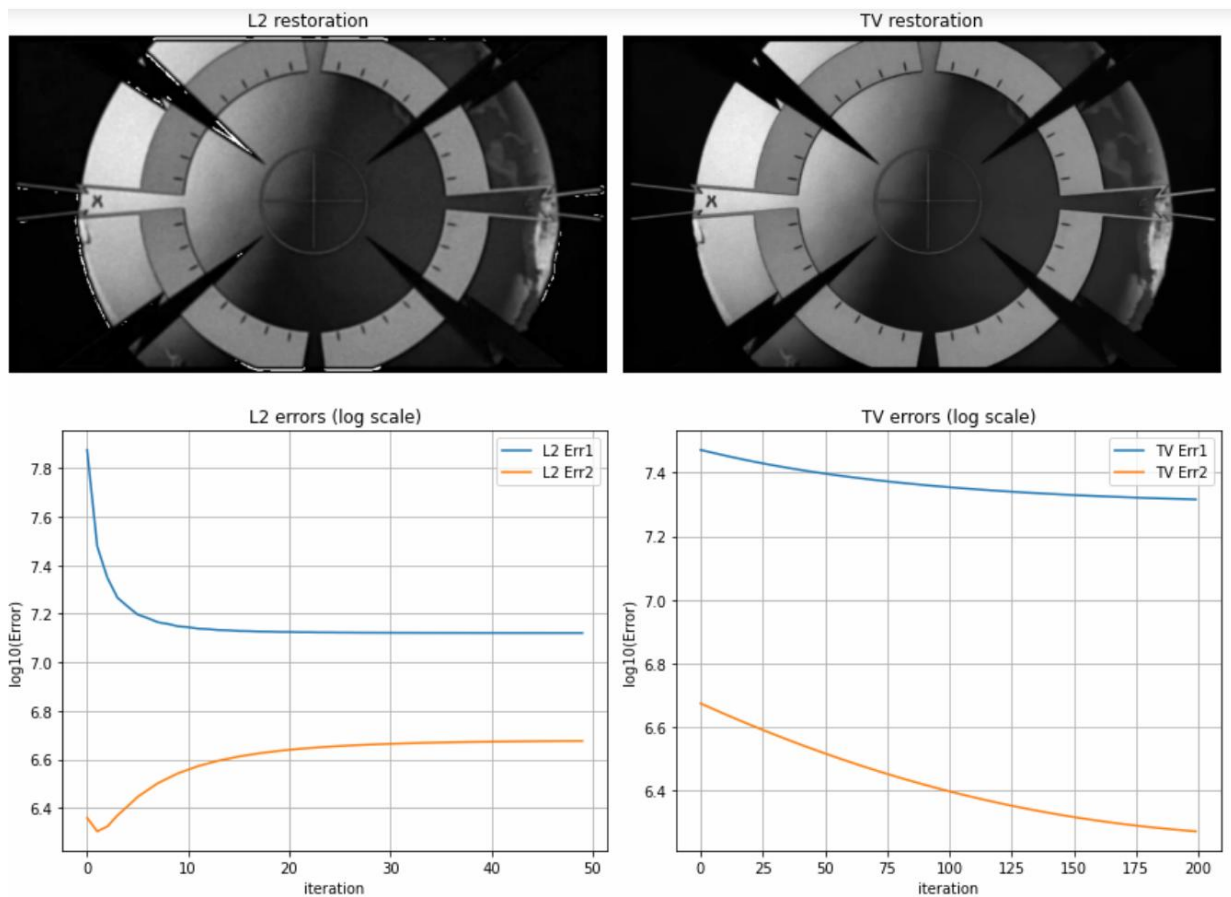 L2 restoration
TV restoration
X
X
L2 errors (log scale)
L2 Err1
L2 Err2
7.8
7.6
7.4
7.2
7.0
6.8
6.6
6.4
log10(Error)
0
10
20
30
40
50
iteration
TV errors (log scale)
TV Err1
TV Err2
7.4
7.2
7.0
6.8
6.6
6.4
log10(Error)
0
25
50
75
100
125
150
175
200
iteration